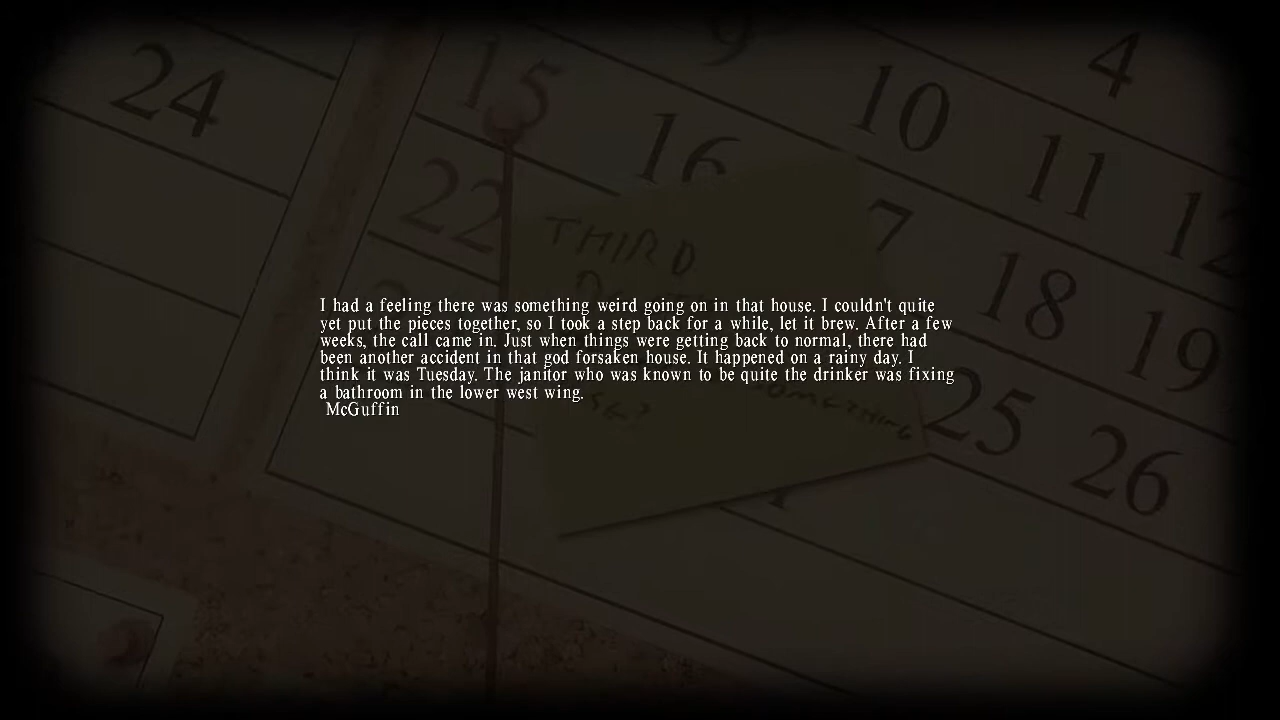 24
15
9
4
16
10
11
12
22
THIRD
7
18
19
I had a feeling there was something weird going on in that house. I couldn't quite
yet put the pieces together, so I took a step back for a while, let it brew. After a few
weeks, the call came in. Just when things were getting back to normal, there had
been another accident in that god forsaken house. It happened on a rainy day. I
think it was Tuesday. The janitor who was known to be quite the drinker was fixing
a bathroom in the lower west wing.
McGuffin
SOMETHING
25
26